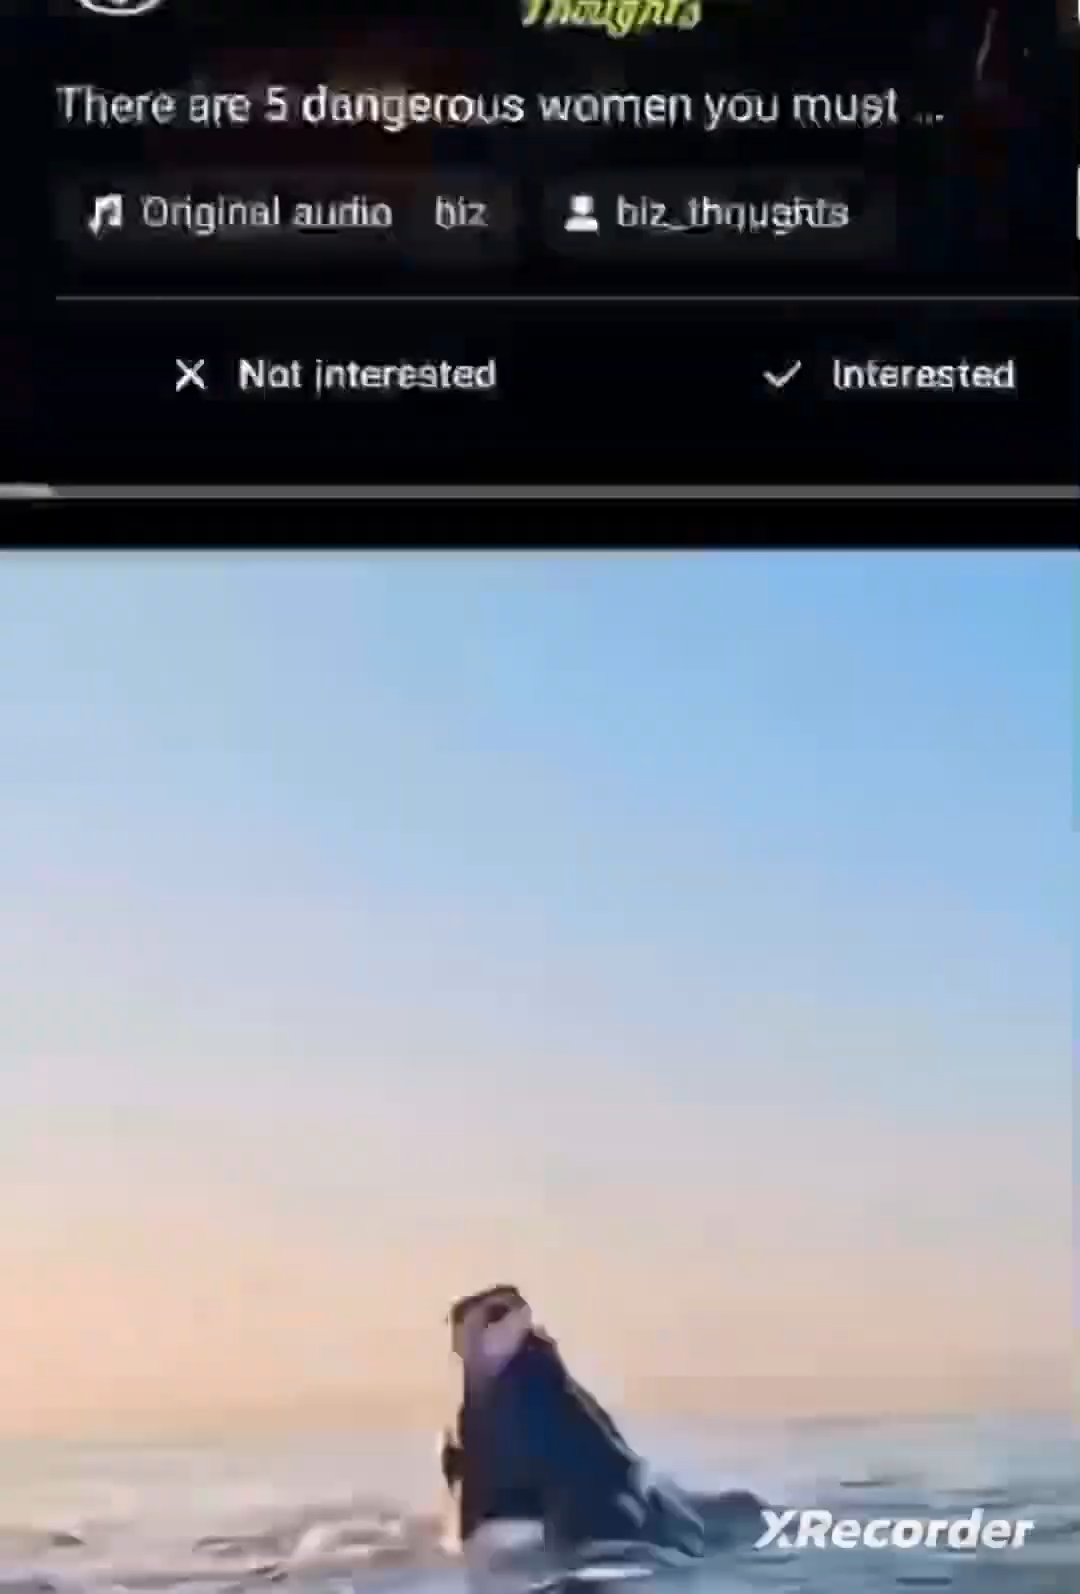 Thoughts
There are 5 dangerous women you must ...
Original audio biz
biz_thoughts
Not interested
Interested
XRecorder